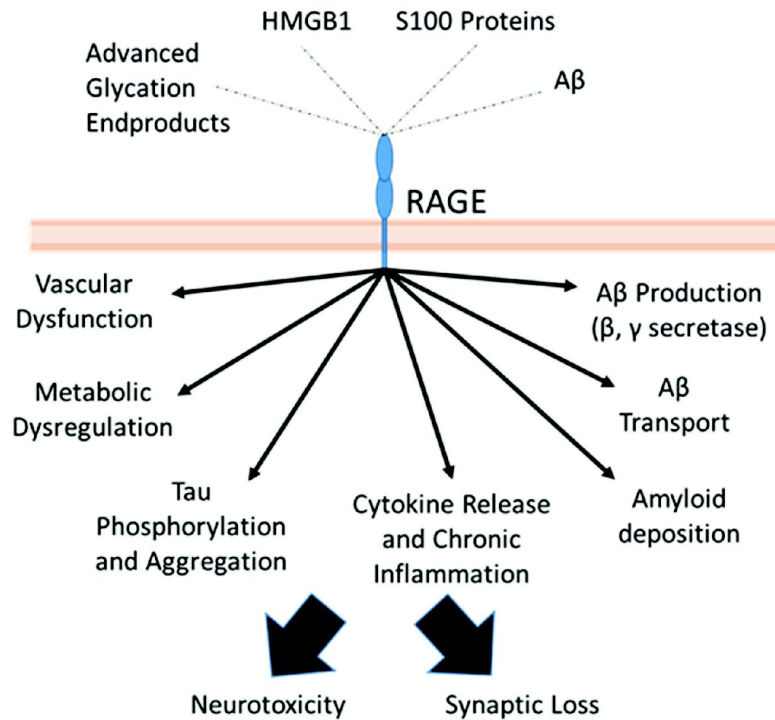 HMGB1
S100 Proteins
Advanced
Glycation
Endproducts
Aβ
RAGE
Vascular
Dysfunction
Aβ Production
(β, γ secretase)
Metabolic
Dysregulation
Aβ
Transport
Tau
Phosphorylation
and Aggregation
Cytokine Release
and Chronic
Inflammation
Amyloid
deposition
Neurotoxicity
Synaptic Loss